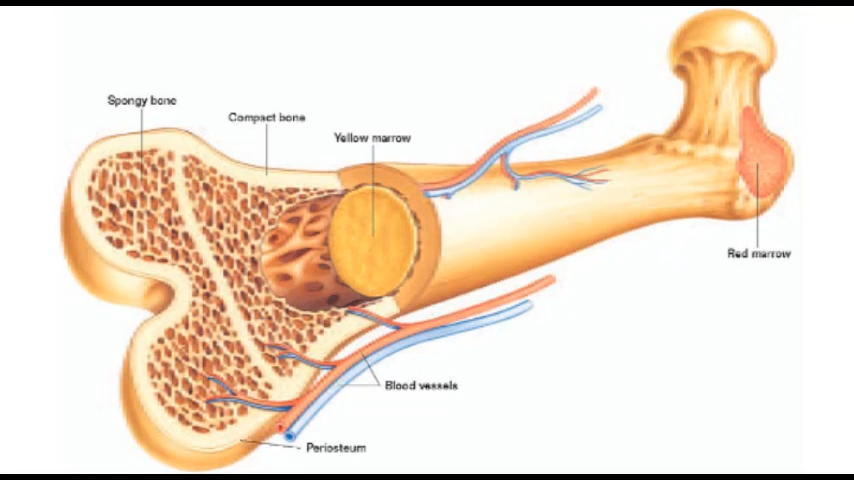 Spongy bone
Compact bone
Yellow marrow
Red marrow
Blood vessels
Periosteum